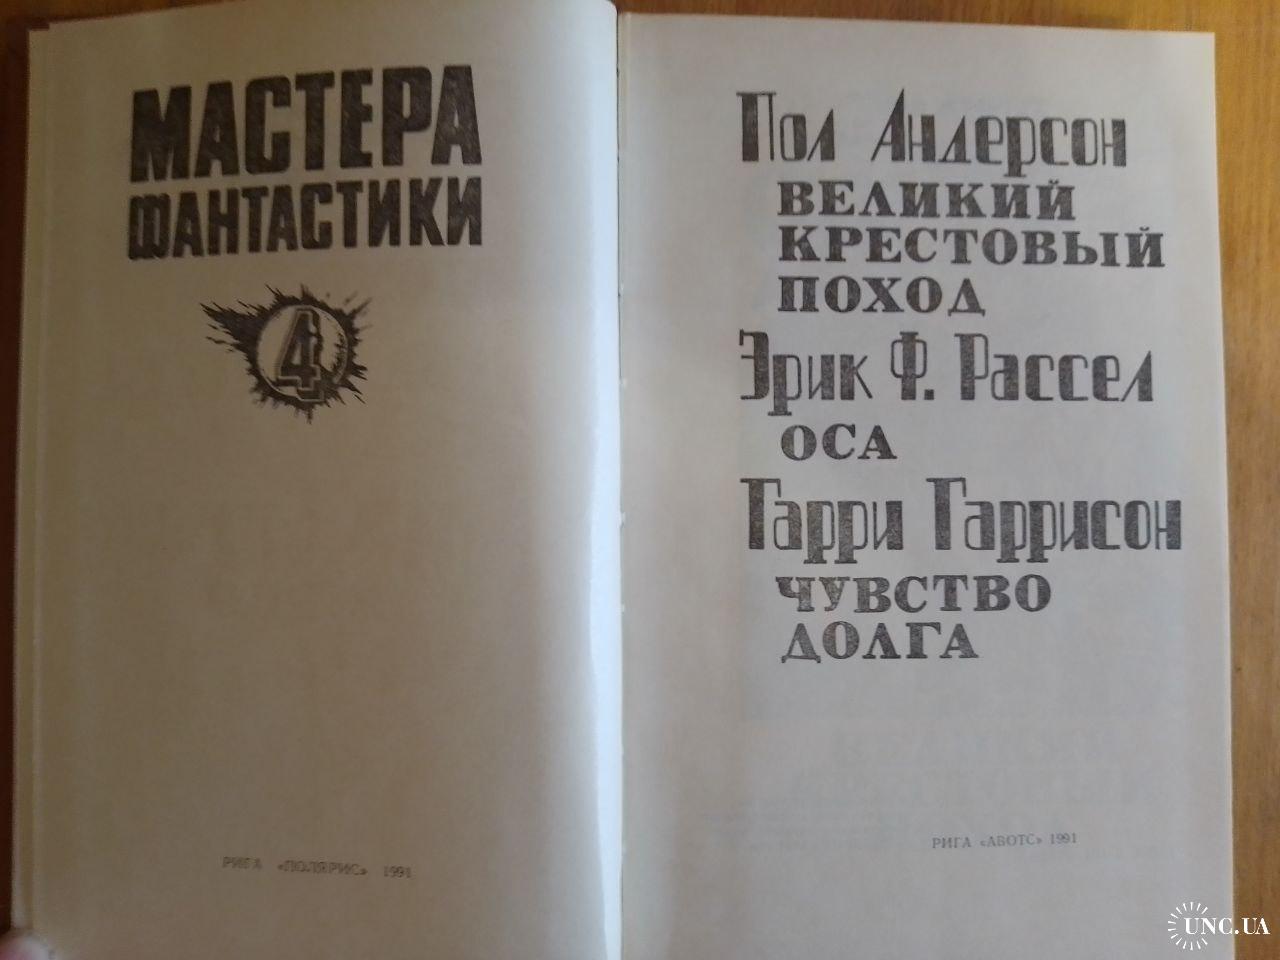 МАСТЕРА
ФАНТАСТИКИ
4
РИГА «ПОЛЯРИС» 1991
Пол Андерсон
ВЕЛИКИЙ
КРЕСТОВЫЙ
ПОХОД
Эрик Ф. Рассел
ОСА
Гарри Гаррисон
ЧУВСТВО
ДОЛГА
РИГА «АВОТС» 1991
UNC.UA